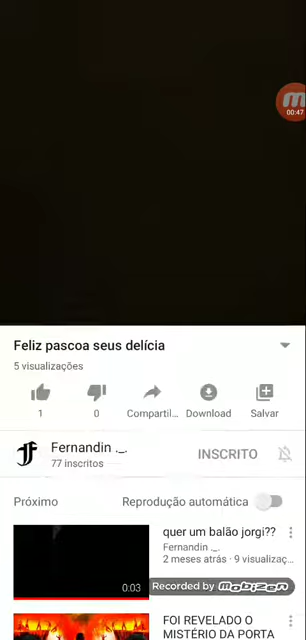 00:47
Feliz pascoa seus delícia
5 visualizações
1
0
Compartil...
Download
Salvar
Fernandin ._.
77 inscritos
INSCRITO
Próximo
Reprodução automática
quer um balão jorgi??
Fernandin ._.
2 meses atrás · 9 visualizaç...
0:03
Recorded by mobizen
FOI REVELADO O
MISTÉRIO DA PORTA